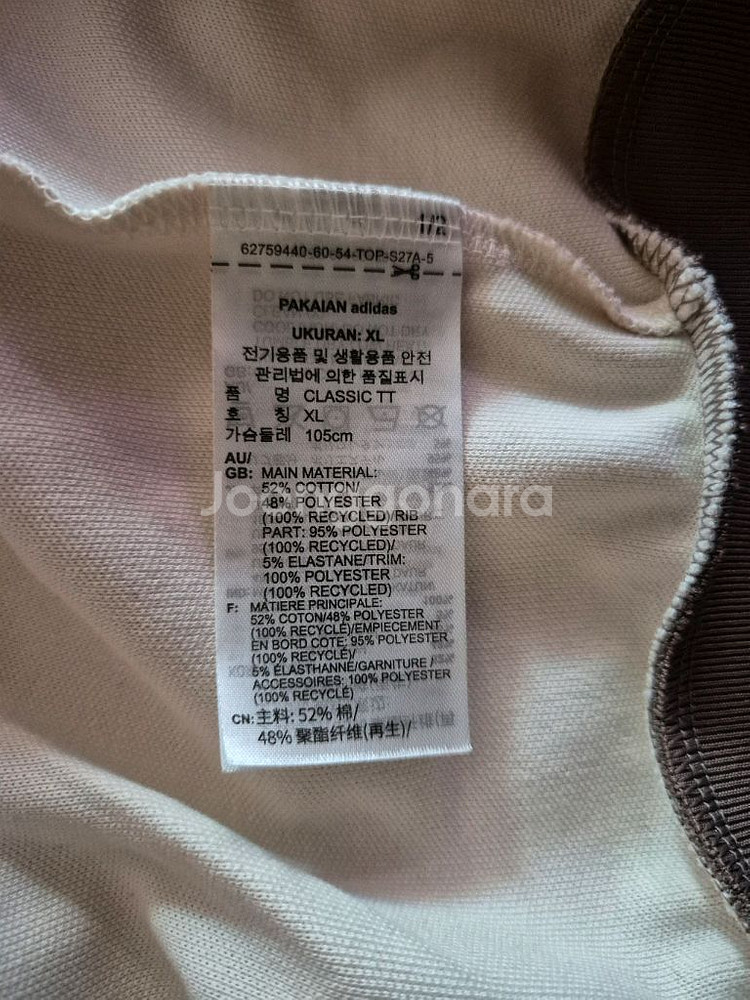 1/2
62759440-60-54-TOP-S27A-5
PAKAIAN adidas
UKURAN: XL
전기용품 및 생활용품 안전
관리법에 의한 품질표시
품 명 CLASSIC TT
호 칭 XL
가슴둘레 105cm
AU/
GB: MAIN MATERIAL:
52% COTTON/
48% POLYESTER
(100% RECYCLED)/RIB
PART: 95% POLYESTER
(100% RECYCLED)/
5% ELASTANE/TRIM:
100% POLYESTER
(100% RECYCLED)
F: MATIERE PRINCIPALE:
52% COTON/48% POLYESTER
(100% RECYCLÉ)/EMPIECEMENT
EN BORD COTE: 95% POLYESTER
(100% RECYCLÉ)/
5% ÉLASTHANNE/GARNITURE /
ACCESSOIRES: 100% POLYESTER
(100% RECYCLÉ)
CN: 主料: 52% 棉/
48% 聚酯纤维(再生)/